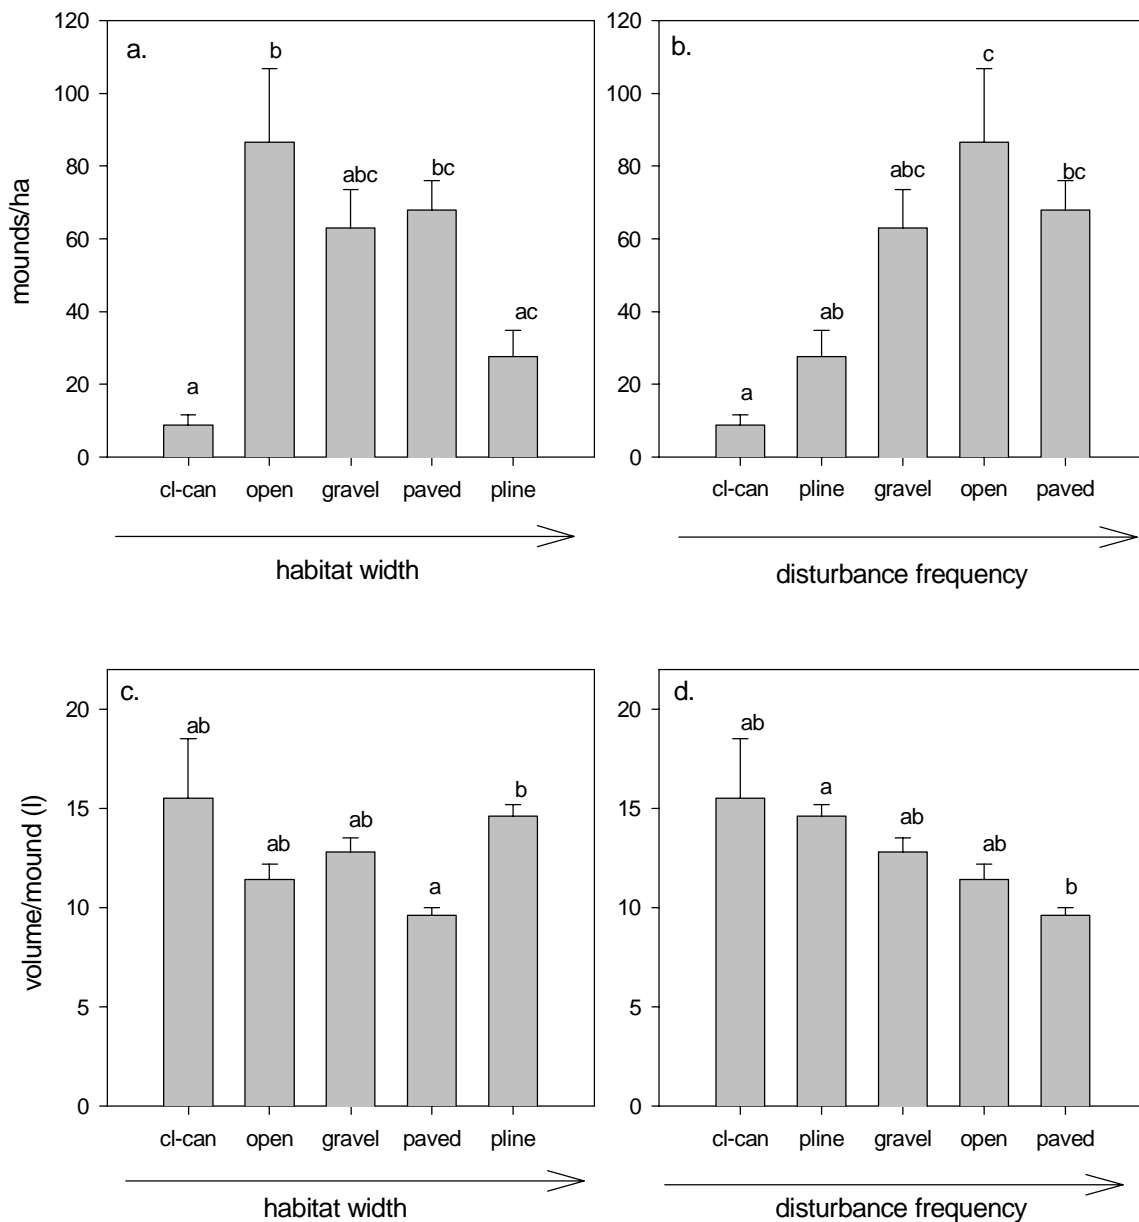 a.
120
100
80
60
40
20
0
mounds/ha
a
b
abc
bc
ac
cl-can open gravel paved pline
habitat width
b.
120
100
80
60
40
20
0
a
ab
abc
c
bc
cl-can pline gravel open paved
disturbance frequency
c.
20
15
10
5
0
volume/mound (l)
ab
ab
ab
a
b
cl-can open gravel paved pline
habitat width
d.
20
15
10
5
0
ab
a
ab
ab
b
cl-can pline gravel open paved
disturbance frequency